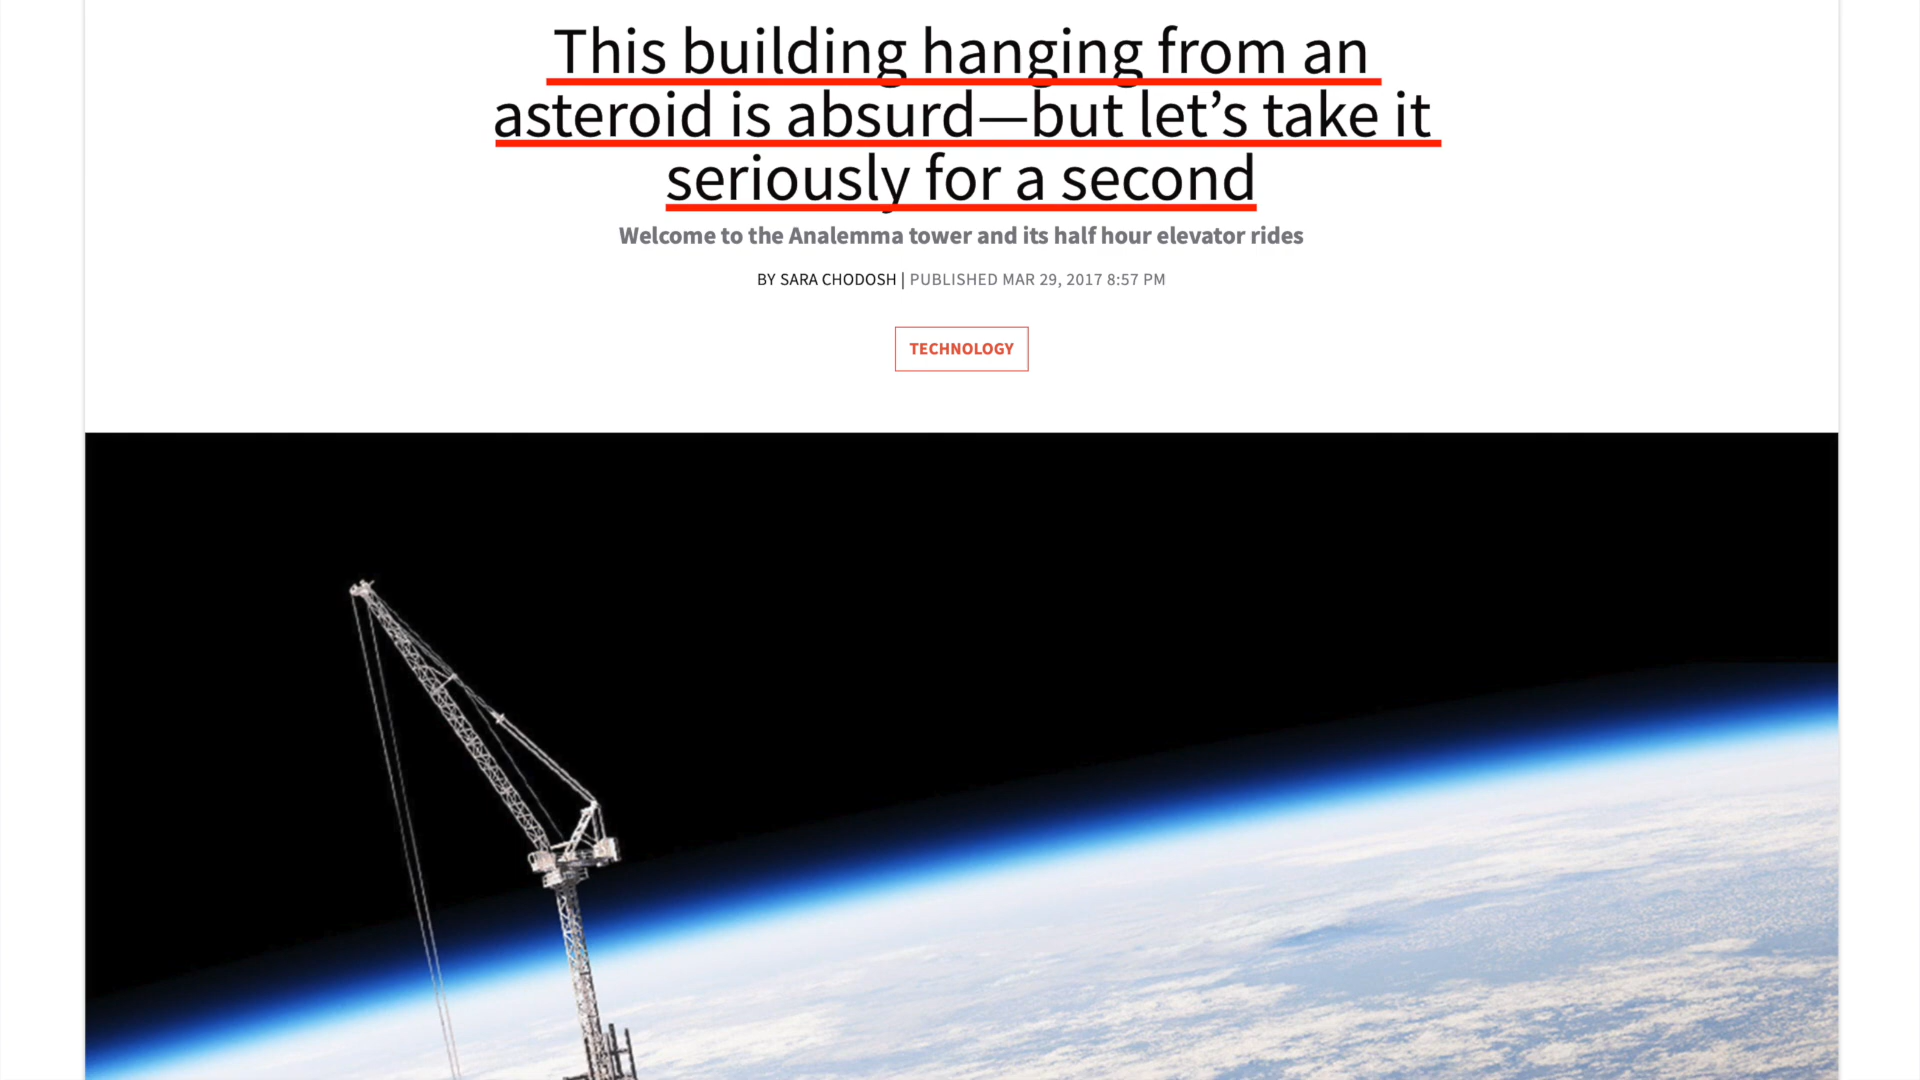 This building hanging from an
asteroid is absurd—but let’s take it
seriously for a second
Welcome to the Analemma tower and its half hour elevator rides
BY SARA CHODOSH | PUBLISHED MAR 29, 2017 8:57 PM
TECHNOLOGY